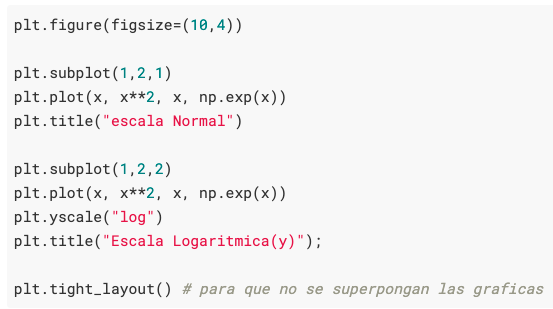 plt.figure(figsize=(10,4))
plt.subplot(1,2,1)
plt.plot(x, x**2, x, np.exp(x))
plt.title("escala Normal")
plt.subplot(1,2,2)
plt.plot(x, x**2, x, np.exp(x))
plt.yscale("log")
plt.title("Escala Logaritmica(y)");
plt.tight_layout() # para que no se superpongan las graficas